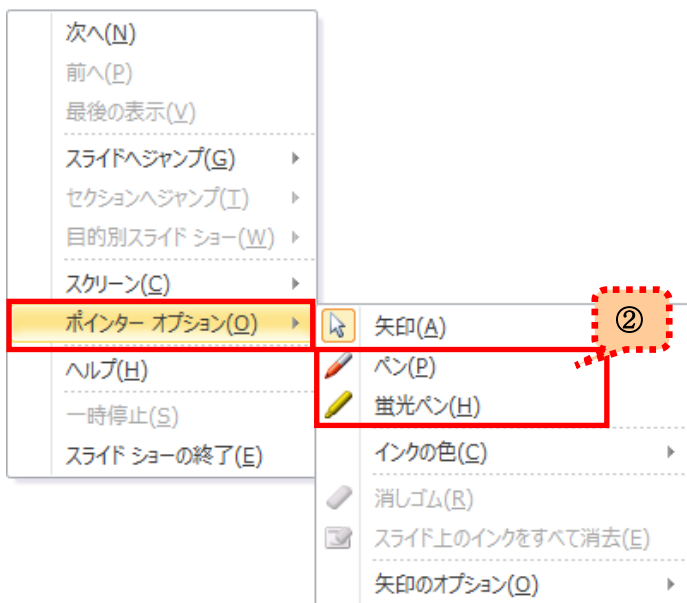 次へ(N)
前へ(P)
最後の表示(V)
スライドへジャンプ(G)
セクションへジャンプ(T)
目的別スライド ショー(W)
スクリーン(C)
ポインター オプション(O)
ヘルプ(H)
一時停止(S)
スライド ショーの終了(E)
②
矢印(A)
ペン(P)
蛍光ペン(H)
インクの色(C)
消しゴム(R)
スライド上のインクをすべて消去(E)
矢印のオプション(O)